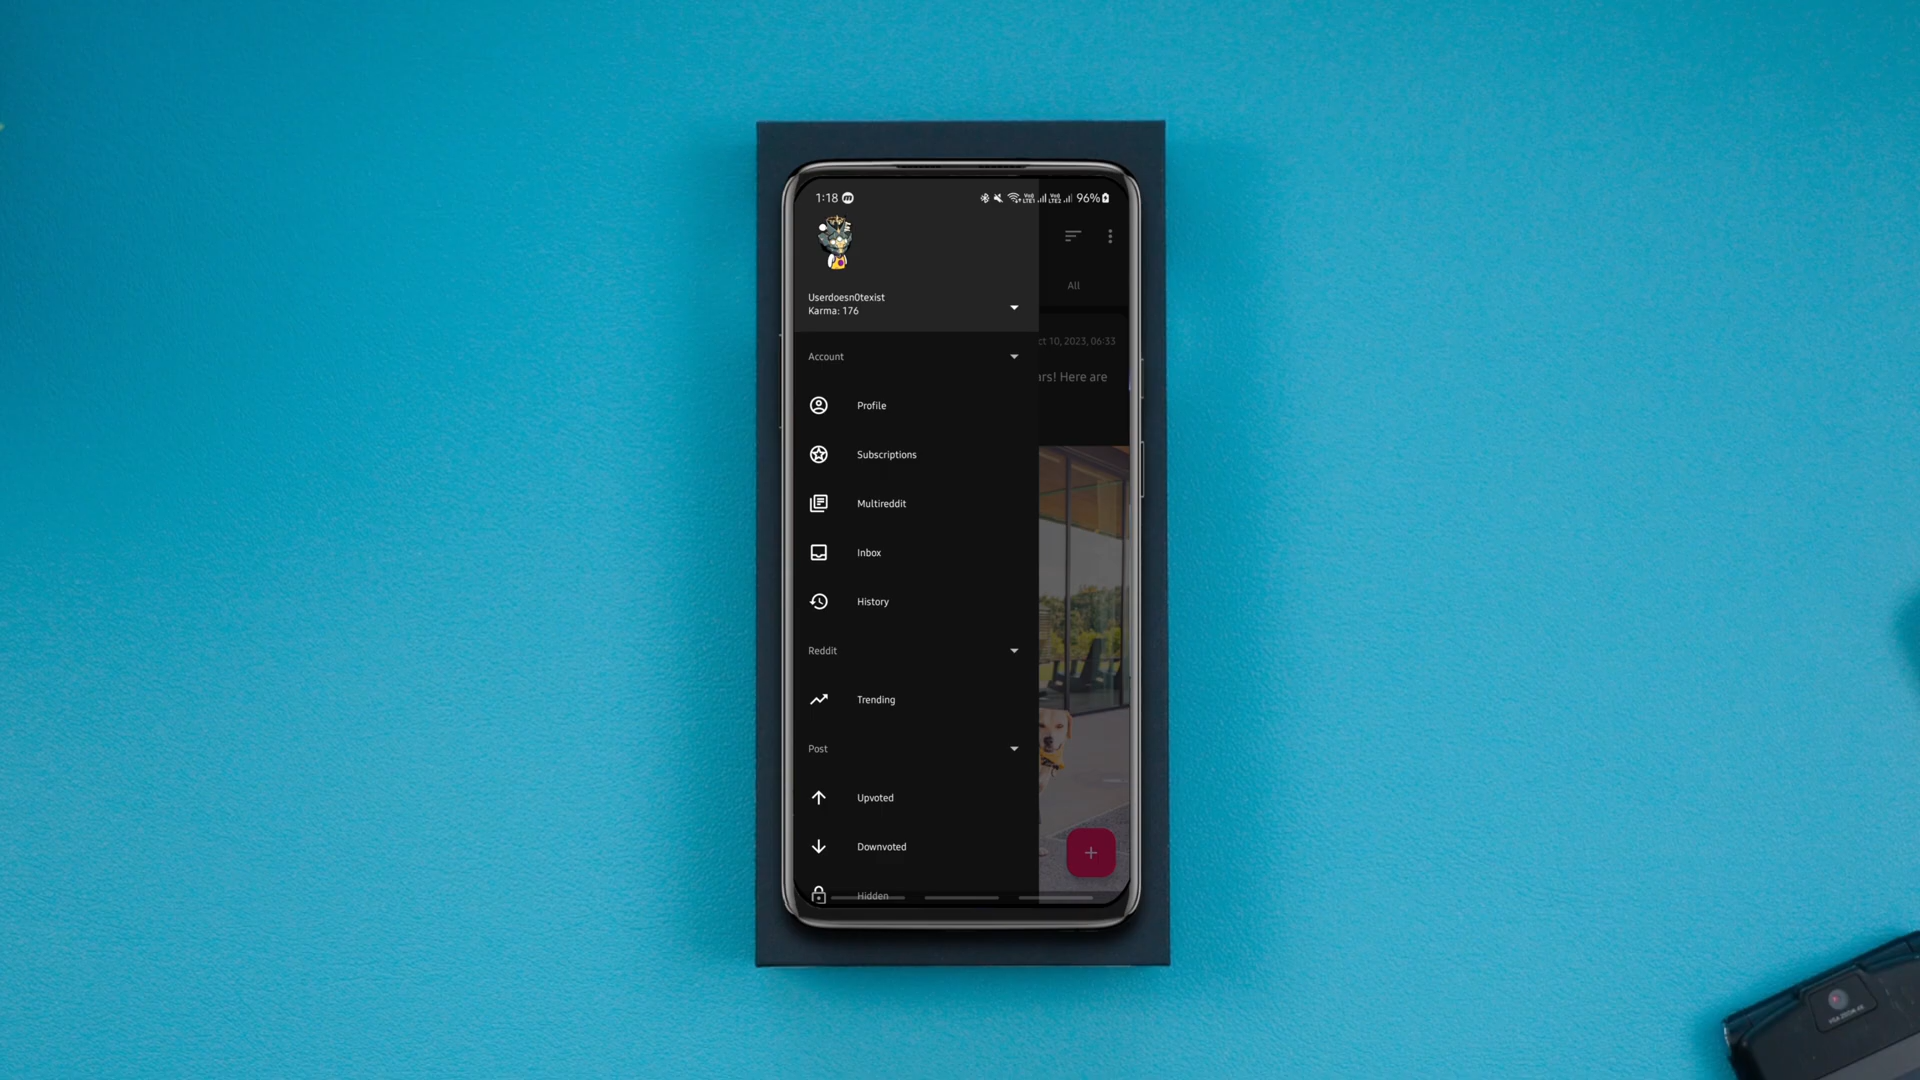 1:18
96%
All
Userdoesn0texist
Karma: 176
Account
ct 10, 2023, 06:33
ars! Here are
Profile
Subscriptions
Multireddit
Inbox
History
Reddit
Trending
Post
Upvoted
Downvoted
Hidden